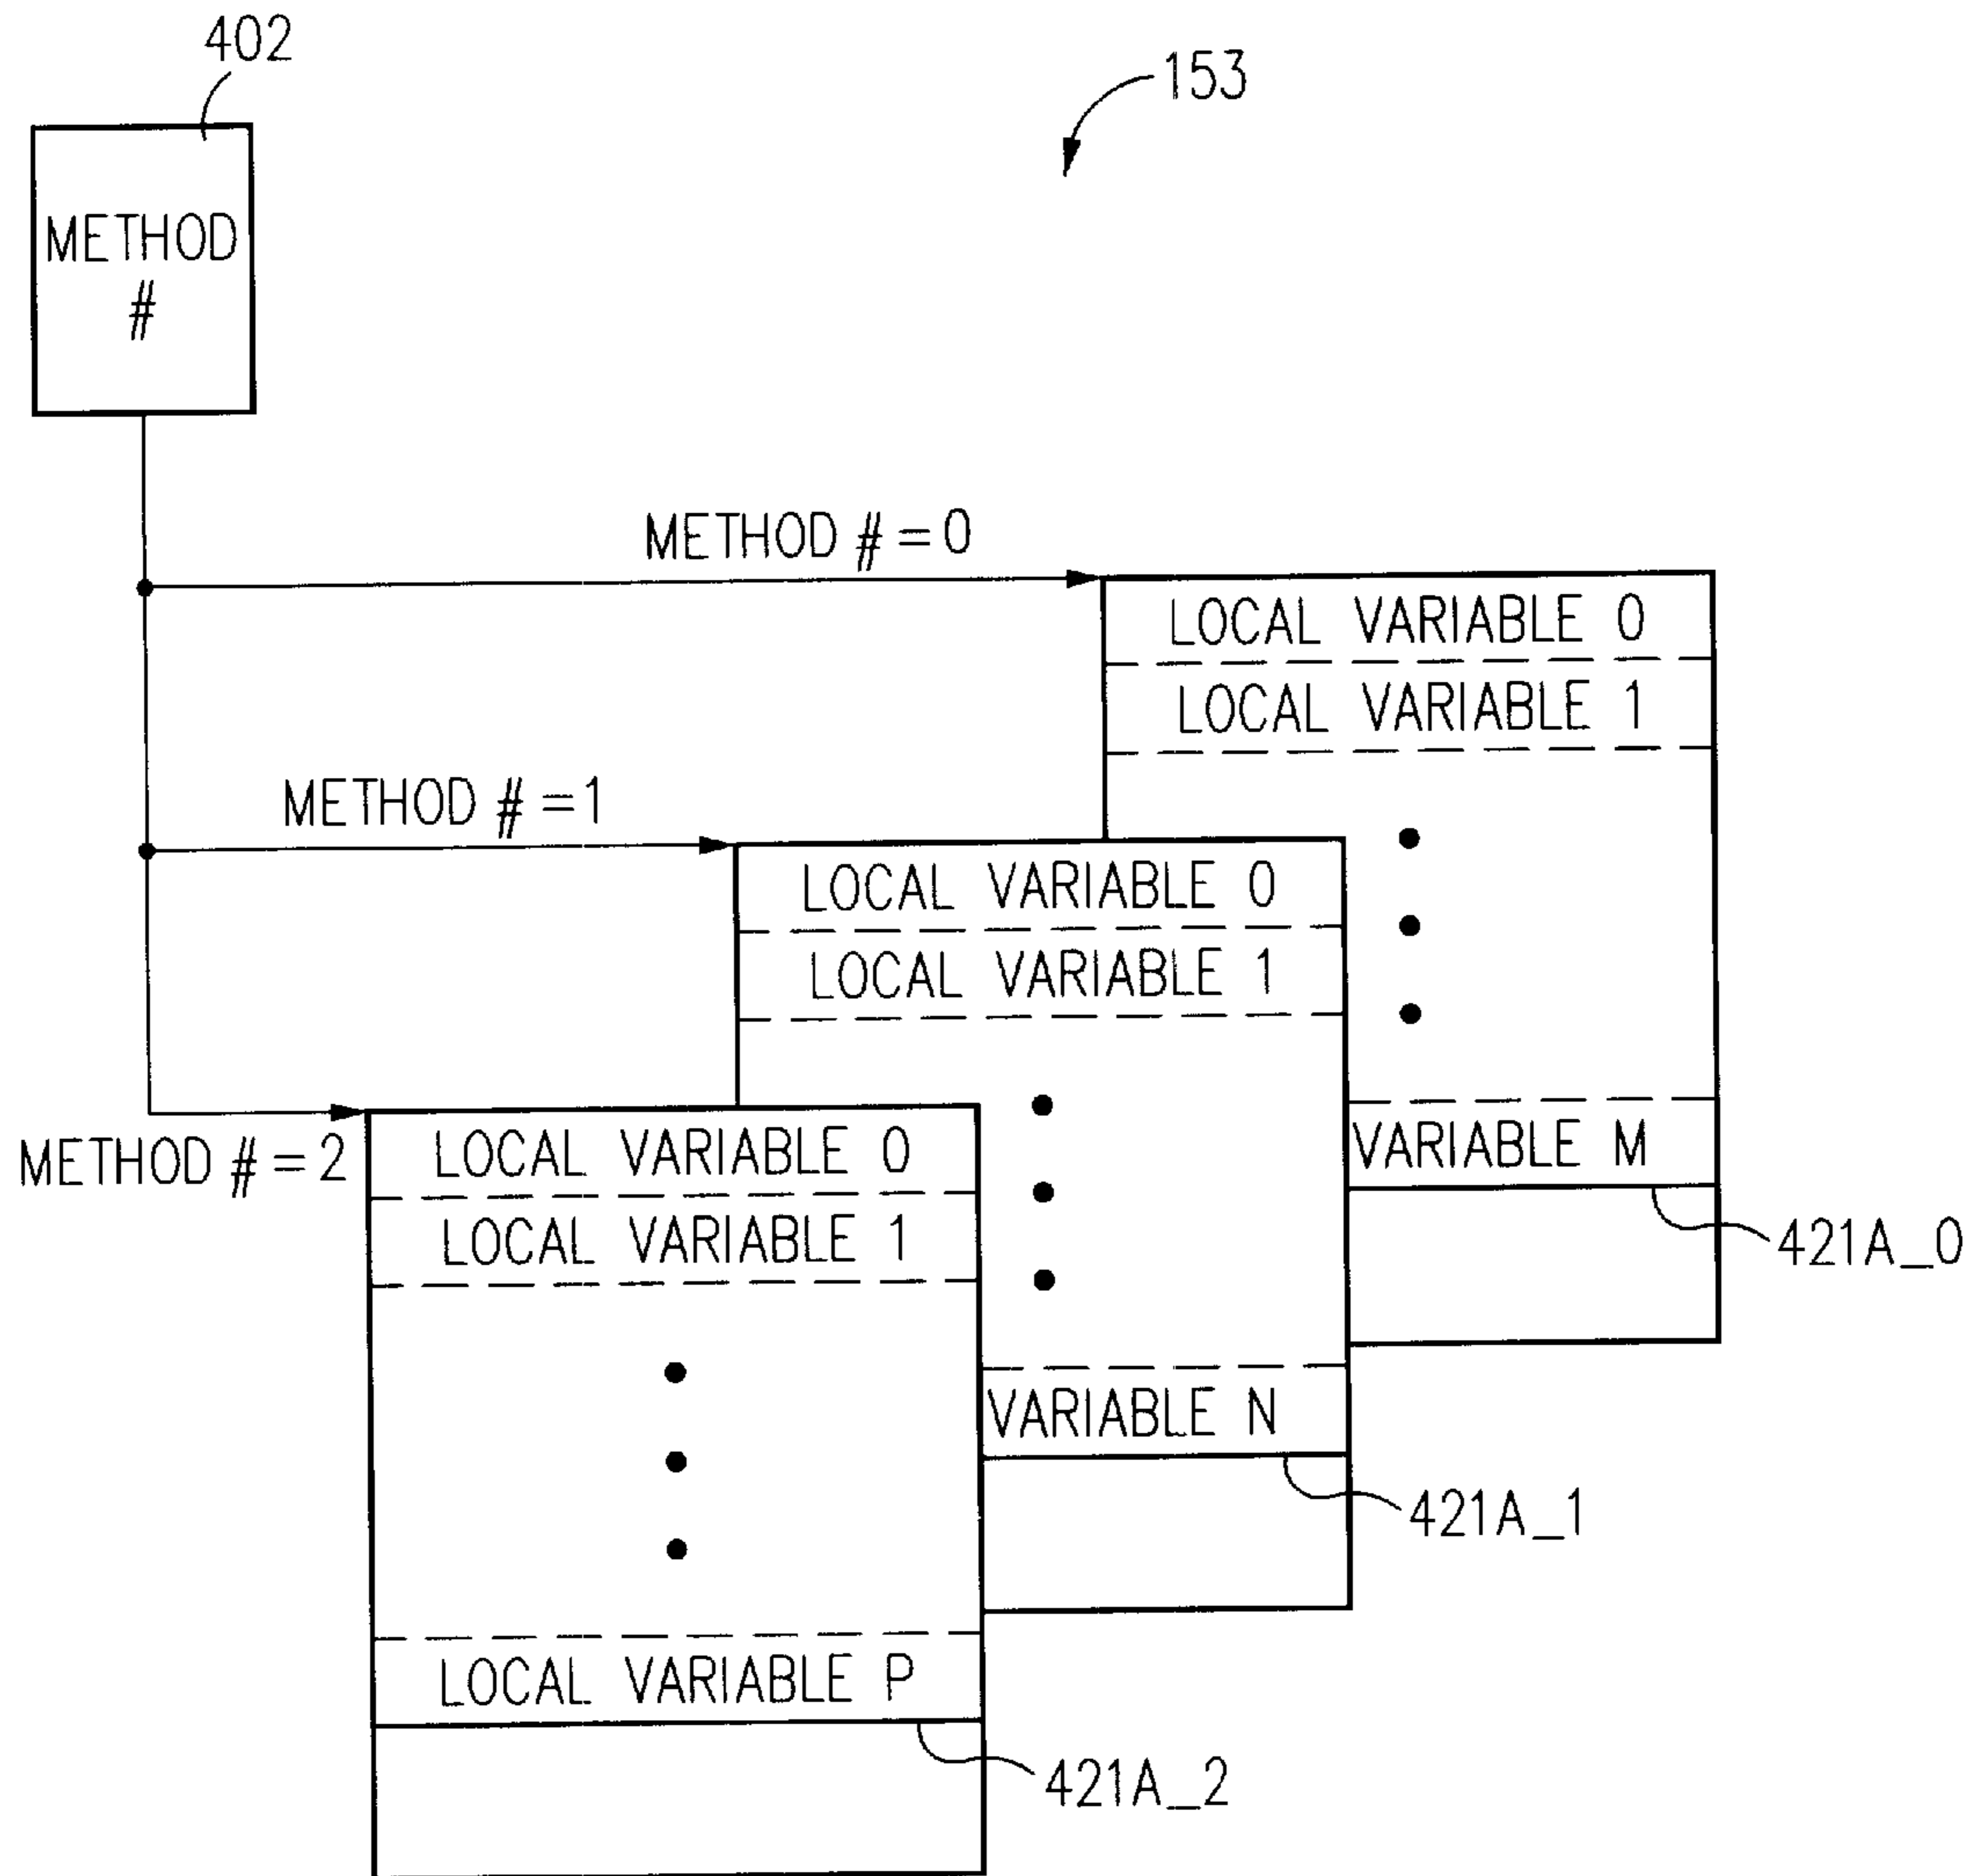 402
153
METHOD
#
METHOD # = 0
LOCAL VARIABLE 0
LOCAL VARIABLE 1
METHOD # = 1
LOCAL VARIABLE 0
LOCAL VARIABLE 1
VARIABLE M
METHOD # = 2
LOCAL VARIABLE 0
LOCAL VARIABLE 1
421A_0
VARIABLE N
421A_1
LOCAL VARIABLE P
421A_2